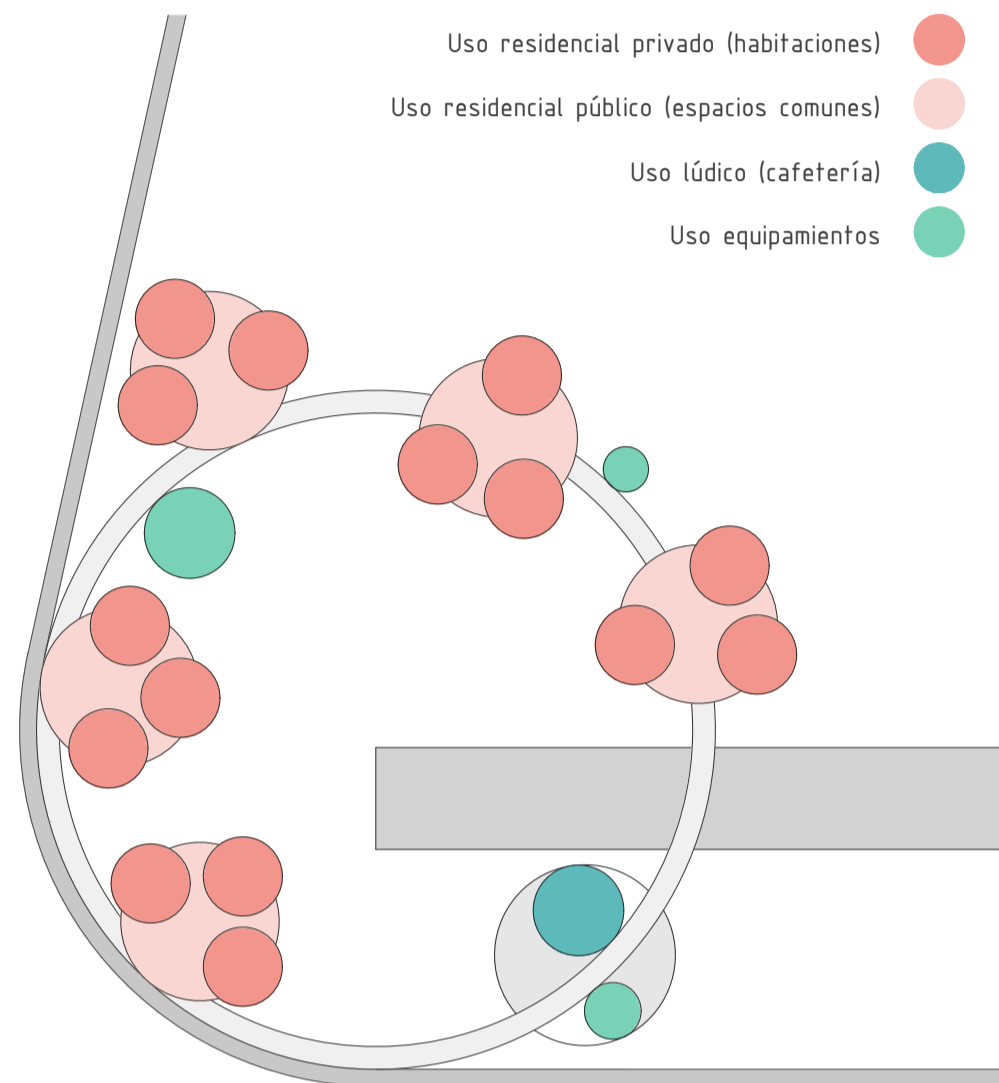 Uso residencial privado (habitaciones)
Uso residencial público (espacios comunes)
Uso lúdico (cafetería)
Uso equipamientos